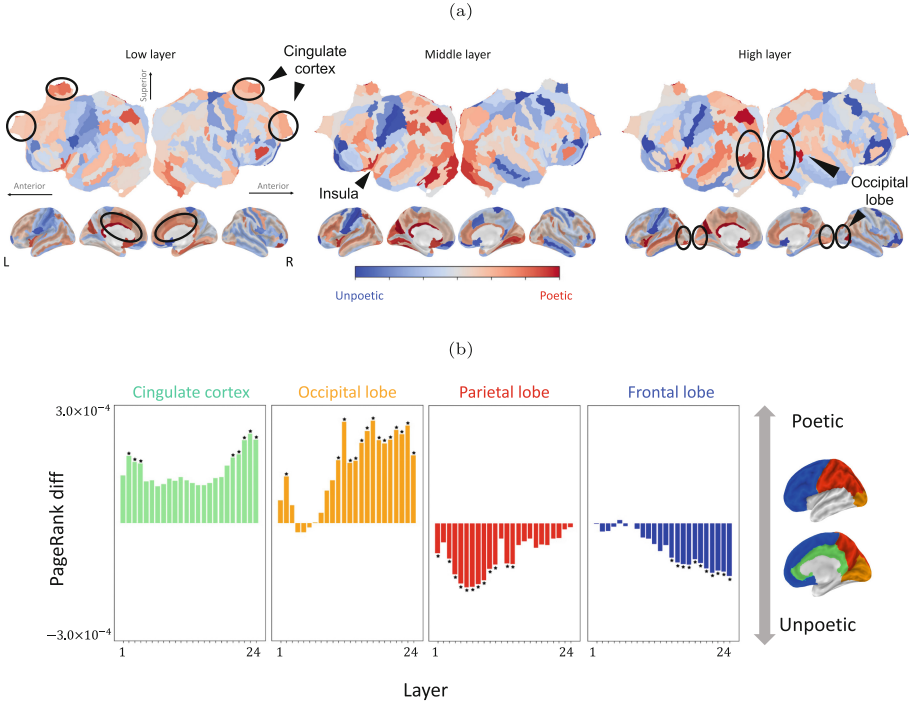 (a)
Low layer
Cingulate
cortex
Middle layer
High layer
Superior
Anterior
Anterior
Insula
Occipital
lobe
L
R
Unpoetic
Poetic
(b)
Cingulate cortex
Occipital lobe
Parietal lobe
Frontal lobe
3.0×10⁻⁴
Poetic
PageRank diff
Unpoetic
−3.0×10⁻⁴
1
24
1
24
1
24
1
24
Layer